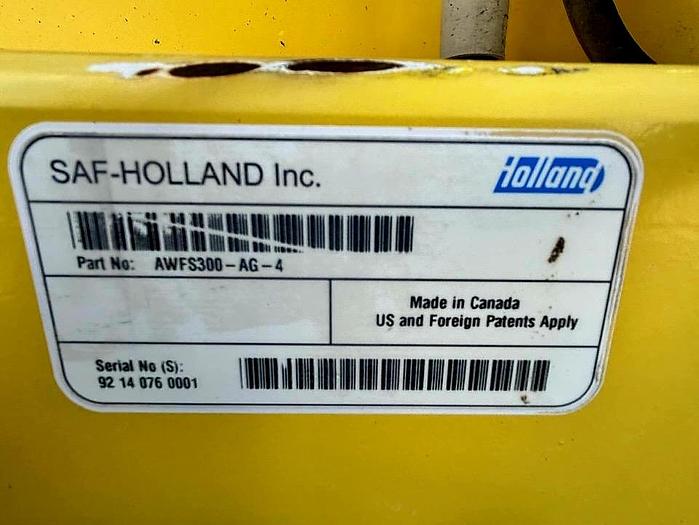 SAF-HOLLAND Inc.
Holland
Part No: AWFS300-AG-4
Made in Canada
US and Foreign Patents Apply
Serial No (S):
92 14 076 0001